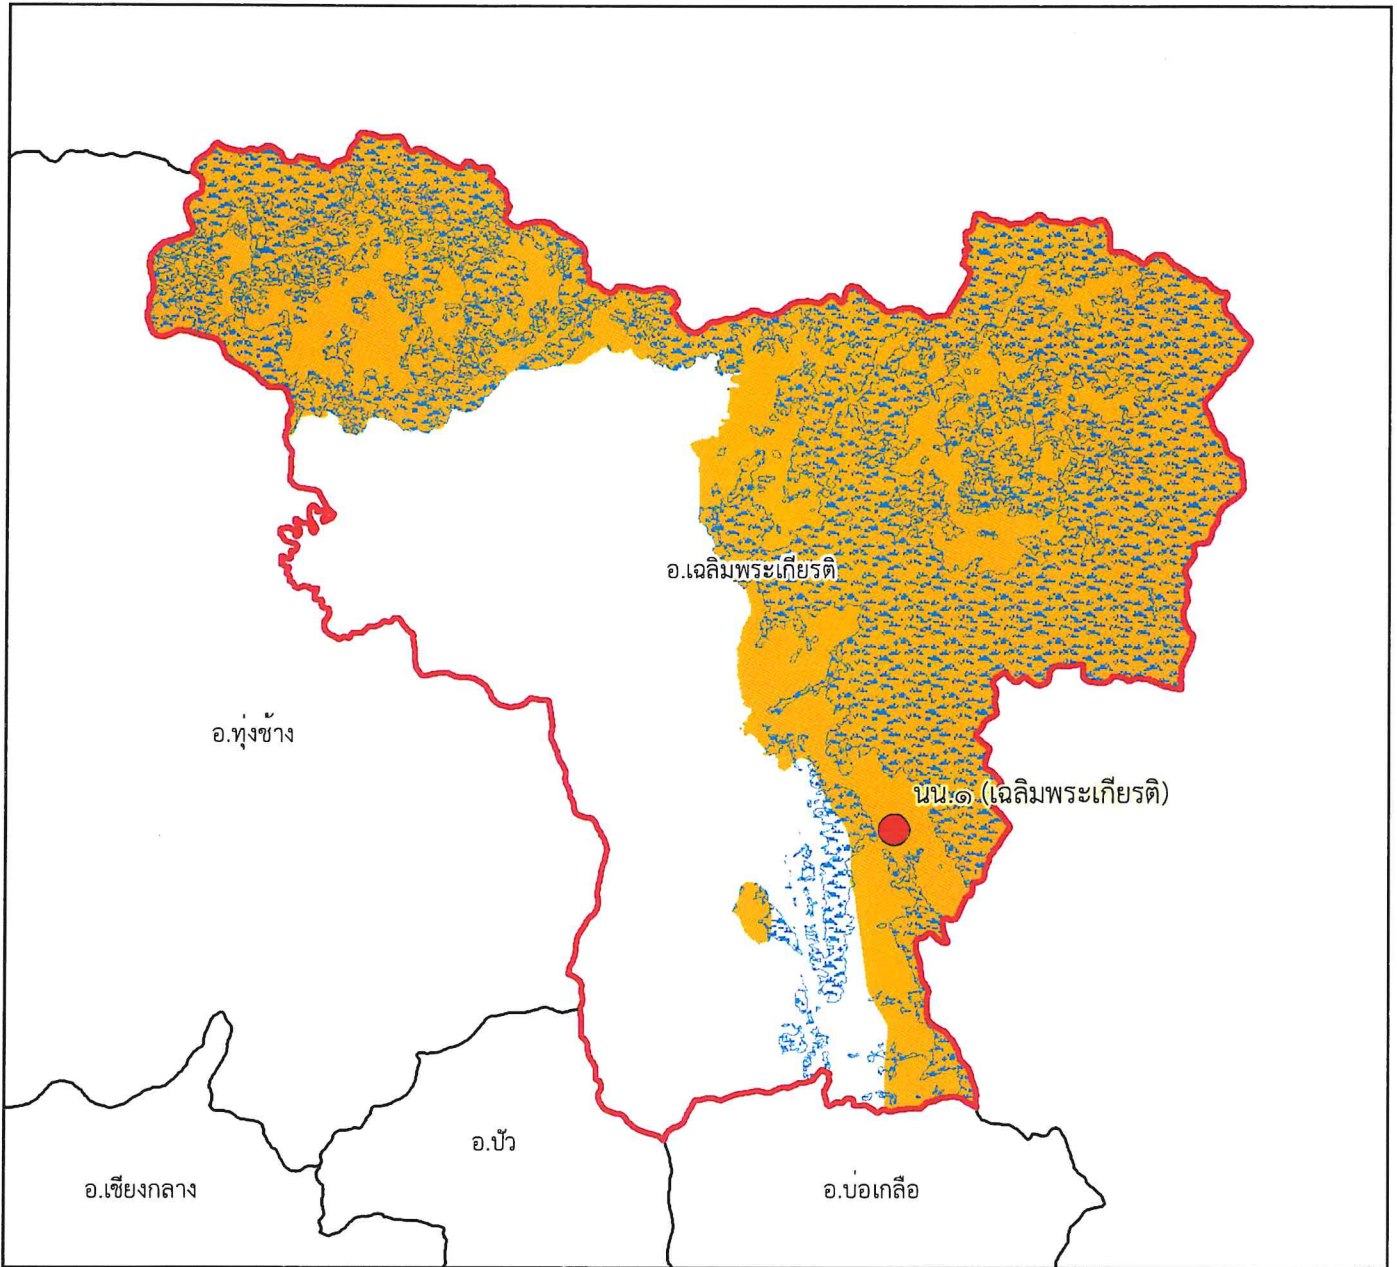 อ.เฉลิมพระเกียรติ
อ.ทุ่งช้าง
นน.๑ (เฉลิมพระเกียรติ)
อ.ปัว
อ.เชียงกลาง
อ.บ่อเกลือ